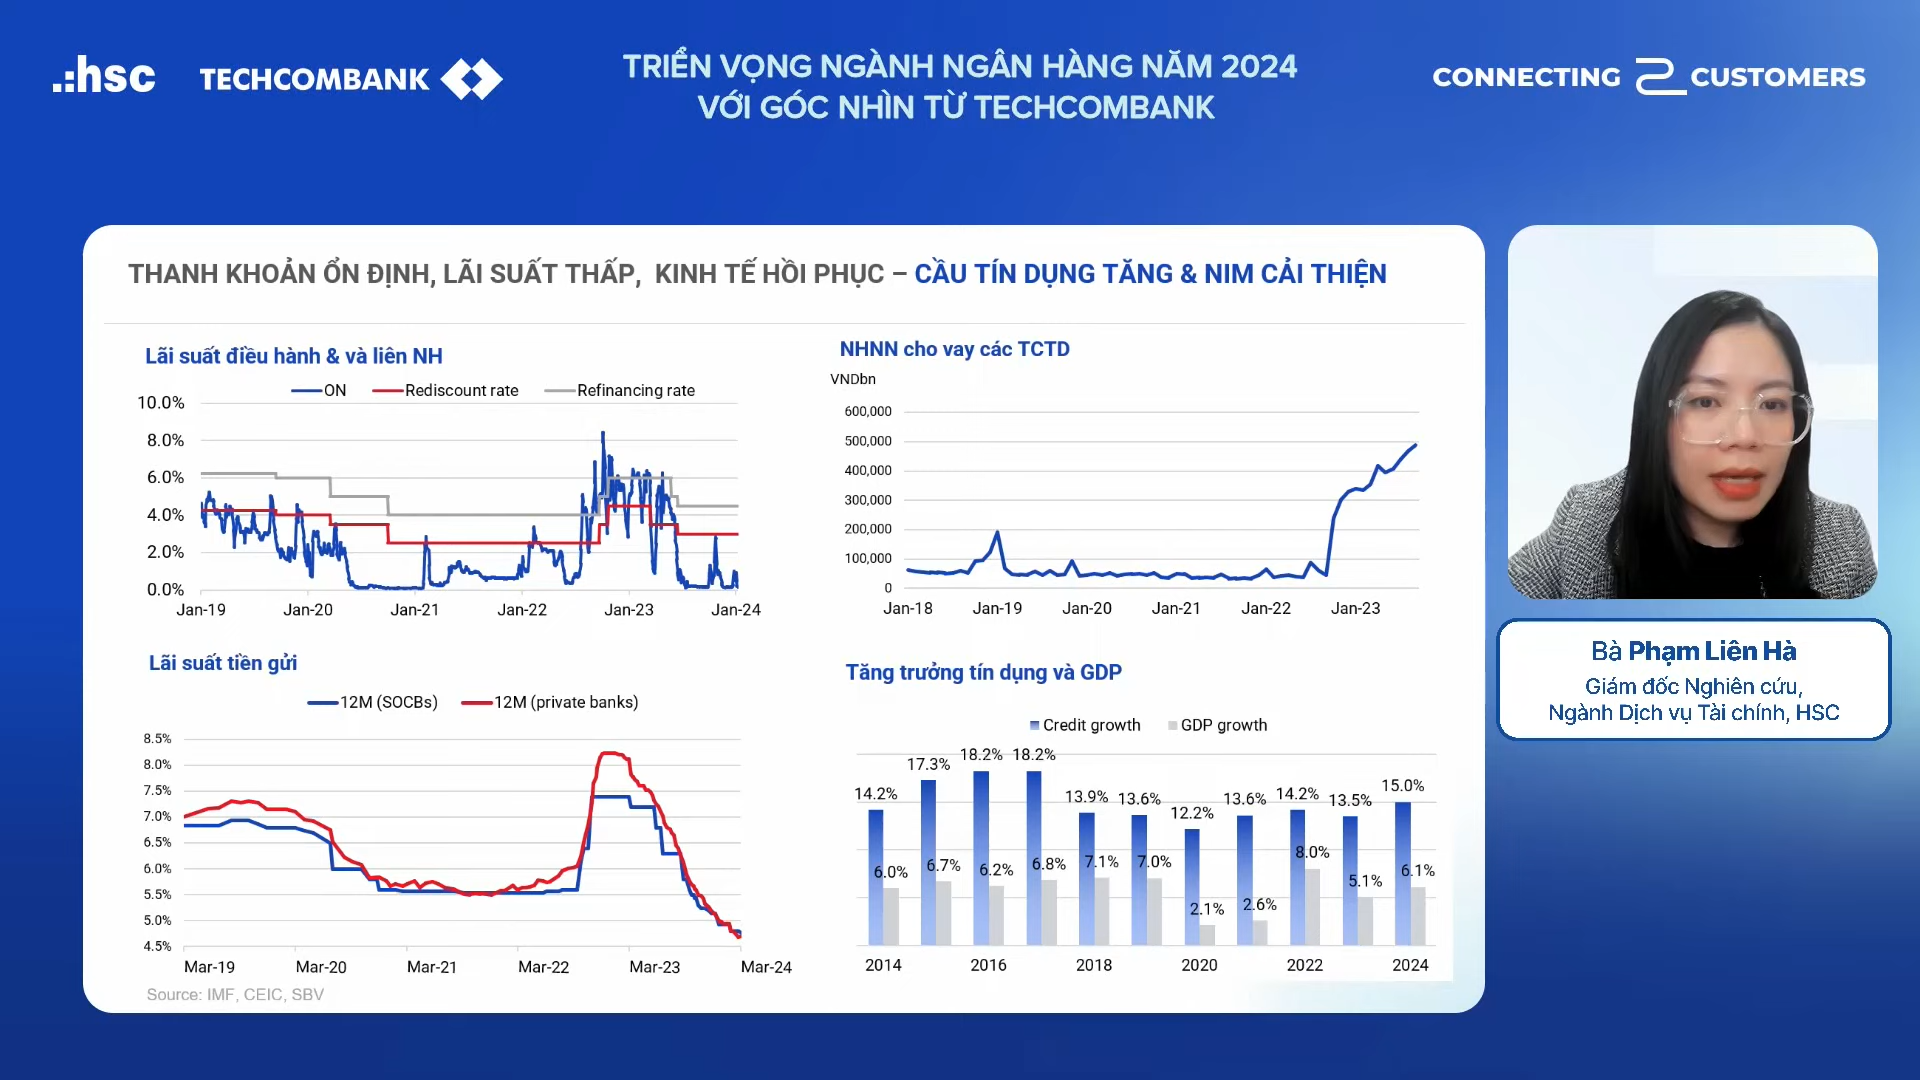 .:hsc
TECHCOMBANK
TRIỂN VỌNG NGÀNH NGÂN HÀNG NĂM 2024
VỚI GÓC NHÌN TỪ TECHCOMBANK
CONNECTING CUSTOMERS
THANH KHOẢN ỔN ĐỊNH, LÃI SUẤT THẤP, KINH TẾ HỒI PHỤC – CẦU TÍN DỤNG TĂNG & NIM CẢI THIỆN
Lãi suất điều hành & và liên NH
ON Rediscount rate Refinancing rate
10.0%
8.0%
6.0%
4.0%
2.0%
0.0%
Jan-19 Jan-20 Jan-21 Jan-22 Jan-23 Jan-24
NHNN cho vay các TCTD
VNDbn
600,000
500,000
400,000
300,000
200,000
100,000
0
Jan-18 Jan-19 Jan-20 Jan-21 Jan-22 Jan-23
Lãi suất tiền gửi
12M (SOCBs) 12M (private banks)
8.5%
8.0%
7.5%
7.0%
6.5%
6.0%
5.5%
5.0%
4.5%
Mar-19 Mar-20 Mar-21 Mar-22 Mar-23 Mar-24
Source: IMF, CEIC, SBV
Tăng trưởng tín dụng và GDP
Credit growth GDP growth
14.2% 17.3% 18.2% 18.2% 13.9% 13.6% 12.2% 13.6% 14.2% 13.5% 15.0%
6.0% 6.7% 6.2% 6.8% 7.1% 7.0% 2.1% 2.6% 8.0% 5.1% 6.1%
2014 2016 2018 2020 2022 2024
Bà Phạm Liên Hà
Giám đốc Nghiên cứu,
Ngành Dịch vụ Tài chính, HSC